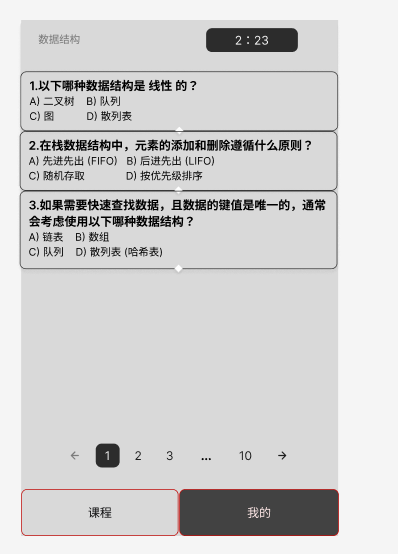 数据结构
2：23
1.以下哪种数据结构是 线性 的？
A) 二叉树 B) 队列
C) 图 D) 散列表
2.在栈数据结构中，元素的添加和删除遵循什么原则？
A) 先进先出 (FIFO) B) 后进先出 (LIFO)
C) 随机存取 D) 按优先级排序
3.如果需要快速查找数据，且数据的键值是唯一的，通常
会考虑使用以下哪种数据结构？
A) 链表 B) 数组
C) 队列 D) 散列表 (哈希表)
← 1 2 3 ... 10 →
课程 我的